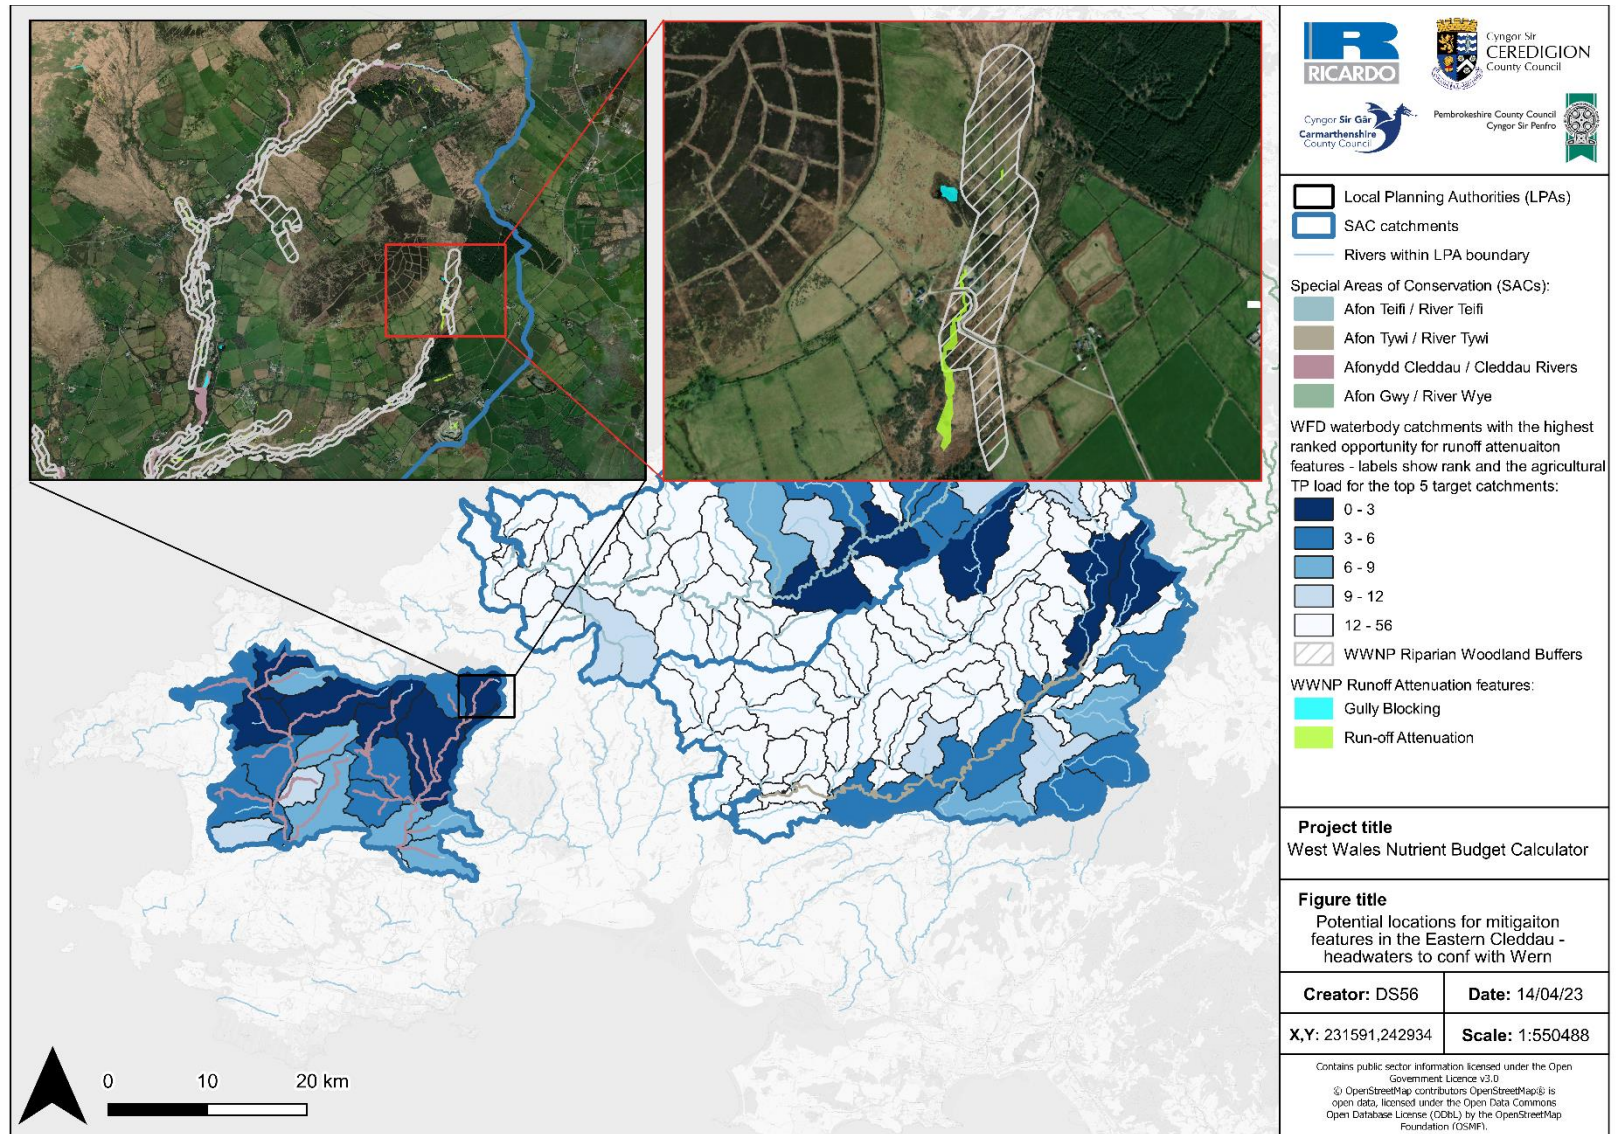 RICARDO
Cyngor Sir
CEREDIGION
County Council
Cyngor Sir Gâr
Carmarthenshire
County Council
Pembrokeshire County Council
Cyngor Sir Penfro
Local Planning Authorities (LPAs)
SAC catchments
Rivers within LPA boundary
Special Areas of Conservation (SACs):
Afon Teifi / River Teifi
Afon Tywi / River Tywi
Afonydd Cleddau / Cleddau Rivers
Afon Gwy / River Wye
WFD waterbody catchments with the highest
ranked opportunity for runoff attenuaiton
features - labels show rank and the agricultural
TP load for the top 5 target catchments:
0 - 3
3 - 6
6 - 9
9 - 12
12 - 56
WWNP Riparian Woodland Buffers
WWNP Runoff Attenuation features:
Gully Blocking
Run-off Attenuation
Project title
West Wales Nutrient Budget Calculator
Figure title
Potential locations for mitigaiton
features in the Eastern Cleddau -
headwaters to conf with Wern
Creator: DS56
Date: 14/04/23
X,Y: 231591,242934
Scale: 1:550488
Contains public sector information licensed under the Open
Government Licence v3.0
© OpenStreetMap contributors OpenStreetMap® is
open data, licensed under the Open Data Commons
Open Database License (ODbL) by the OpenStreetMap
Foundation (OSMF).
0 10 20 km